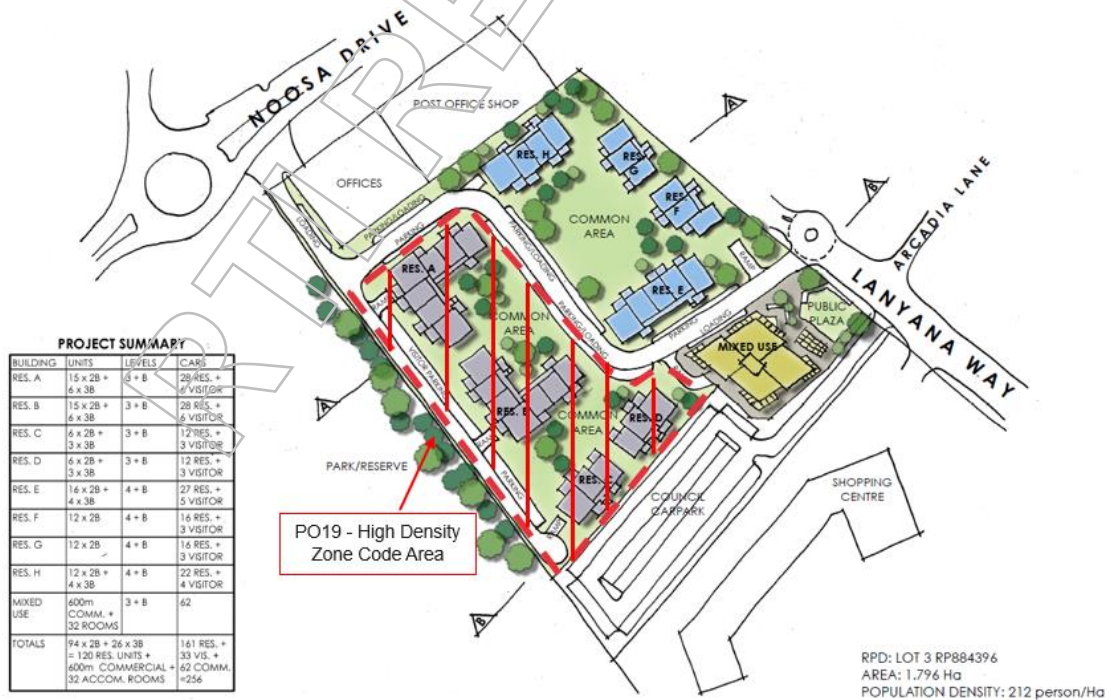 NOOSA DRIVE
POST OFFICE SHOP
OFFICES
LOADING
PARKING/LOADING
PARKING
PARKING/LOADING
PARKING/LOADING
RES. H
RES. G
RES. F
RES. E
COMMON
AREA
RAMP
ARCADIA LANE
LANYANA WAY
PUBLIC
PLAZA
LOADING
PARKING
MIXED USE
RES. A
RAMP
COMMON
AREA
VISITOR PARKING
RES. B
COMMON
AREA
RES. D
RES. C
RAMP
PARKING
RAMP
PARK/RESERVE
COUNCIL
CARPARK
SHOPPING
CENTRE
A
A
B
B
PO19 - High Density
Zone Code Area
PROJECT SUMMARY
BUILDING UNITS LEVELS CARS
RES. A 15 x 2B + 3 + B 28 RES. +
6 x 3B 6 VISITOR
RES. B 15 x 2B + 3 + B 28 RES. +
6 x 3B 6 VISITOR
RES. C 6 x 2B + 3 + B 12 RES. +
3 x 3B 3 VISITOR
RES. D 6 x 2B + 3 + B 12 RES. +
3 x 3B 3 VISITOR
RES. E 16 x 2B + 4 + B 27 RES. +
4 x 3B 5 VISITOR
RES. F 12 x 2B 4 + B 16 RES. +
3 VISITOR
RES. G 12 x 2B 4 + B 16 RES. +
3 VISITOR
RES. H 12 x 2B + 4 + B 22 RES. +
4 x 3B 4 VISITOR
MIXED 600m 3 + B 62
USE COMM. +
32 ROOMS
TOTALS 94 x 2B + 26 x 3B 161 RES. +
= 120 RES. UNITS + 33 VIS. +
600m COMMERCIAL + 62 COMM.
32 ACCOM. ROOMS =256
RPD: LOT 3 RP884396
AREA: 1.796 Ha
POPULATION DENSITY: 212 person/Ha